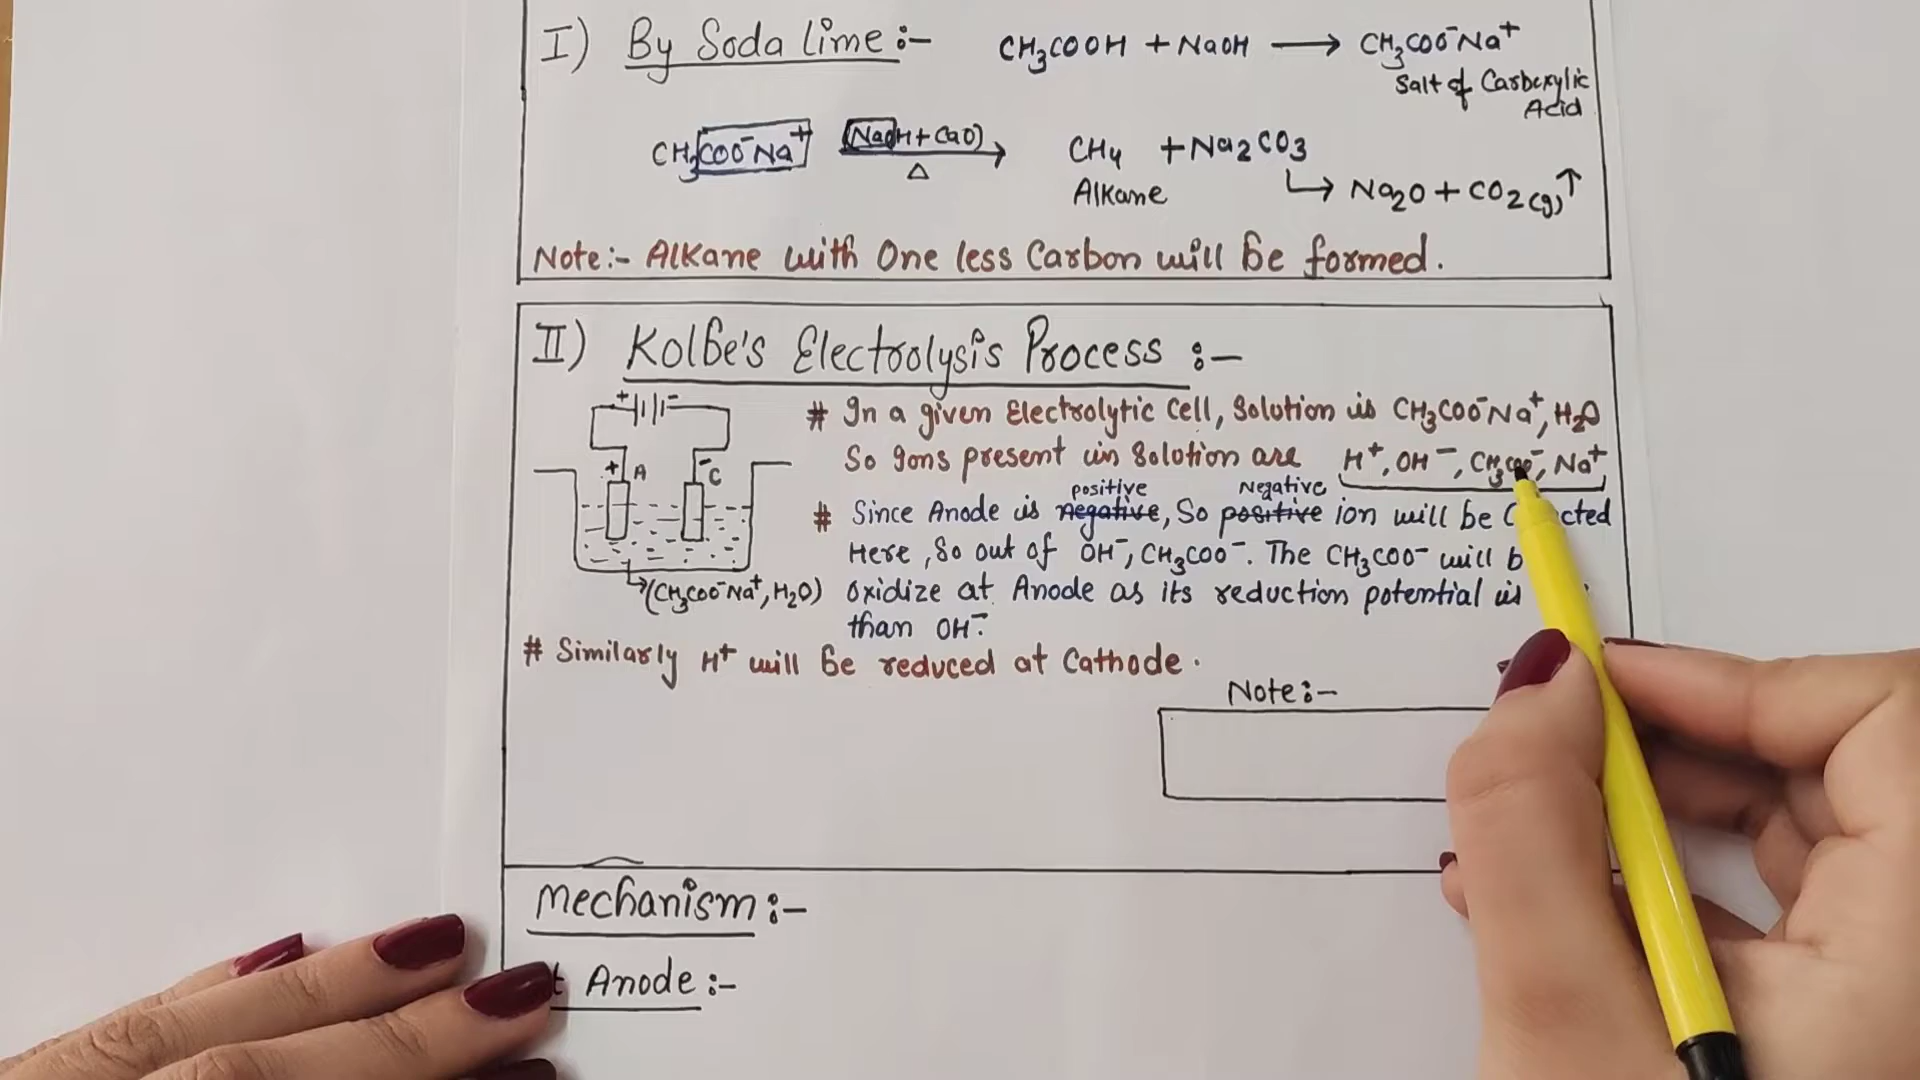 I) By Soda lime :- CH3COOH + NaOH ⟶ CH3COO⁻Na⁺
Salt of Carboxylic
Acid
CH3COO⁻Na⁺ (NaOH + CaO) ⟶ CH4 + Na2CO3
△ Alkane ↳ Na2O + CO2(g)↑
Note:- Alkane with One less Carbon will be formed.
II) Kolbe's Electrolysis Process :-
# In a given Electrolytic Cell, Solution is CH3COO⁻Na⁺, H2O
So Ions present in Solution are H⁺, OH⁻, CH3COO⁻, Na⁺
+ -
+ A - C
positive Negative
# Since Anode is negative, So positive ion will be
Here, So out of OH⁻, CH3COO⁻. The CH3COO⁻ will
(CH3COO⁻Na⁺, H2O)
oxidize at Anode as its reduction potential is
than OH⁻.
# Similarly H⁺ will be reduced at Cathode.
Note:-
Mechanism :-
Anode :-